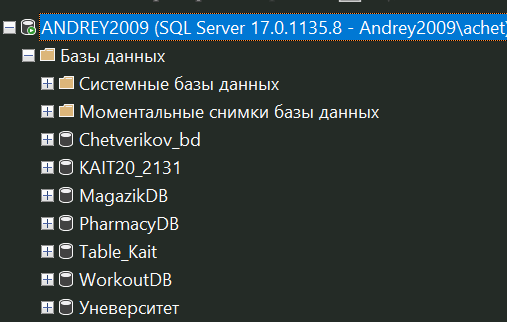 ANDREY2009 (SQL Server 17.0.1135.8 - Andrey2009\achet)
Базы данных
Системные базы данных
Моментальные снимки базы данных
Chetverikov_bd
KAIT20_2131
MagazikDB
PharmacyDB
Table_Kait
WorkoutDB
Уневерситет